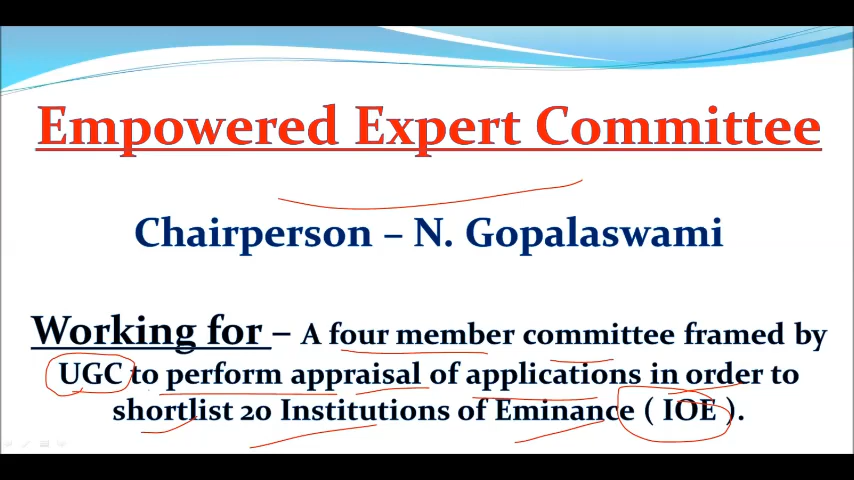 Empowered Expert Committee
Chairperson – N. Gopalaswami
Working for – A four member committee framed by
UGC to perform appraisal of applications in order to
shortlist 20 Institutions of Eminance ( IOE ).